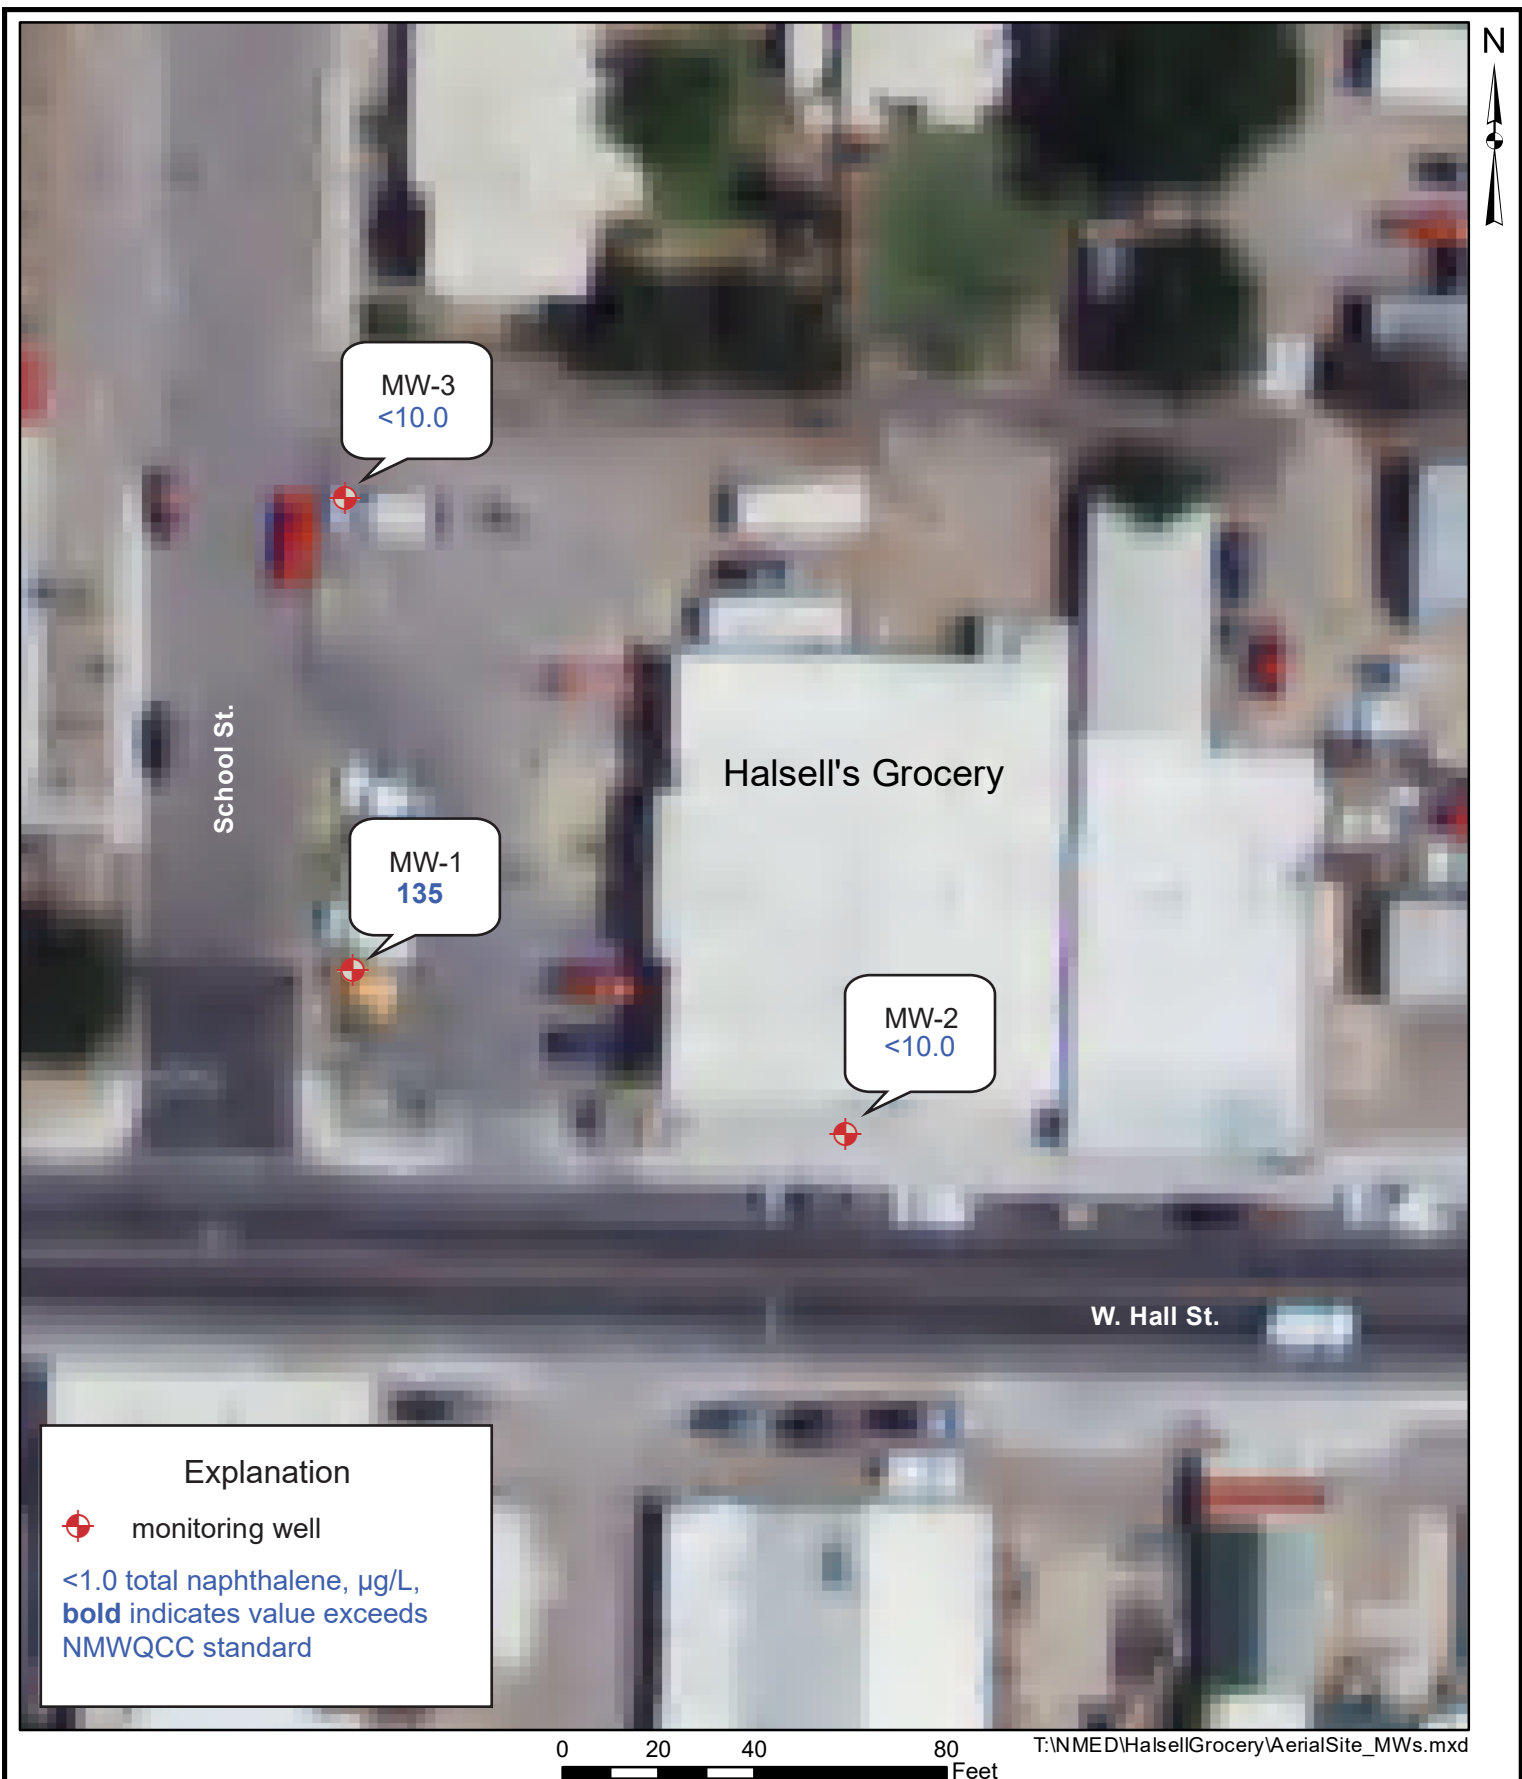 N
MW-3
<10.0
School St.
Halsell's Grocery
MW-1
135
MW-2
<10.0
W. Hall St.
Explanation
monitoring well
<1.0 total naphthalene, µg/L,
bold indicates value exceeds
NMWQCC standard
0 20 40 80
Feet
T:\NMED\HalsellGrocery\AerialSite_MWs.mxd